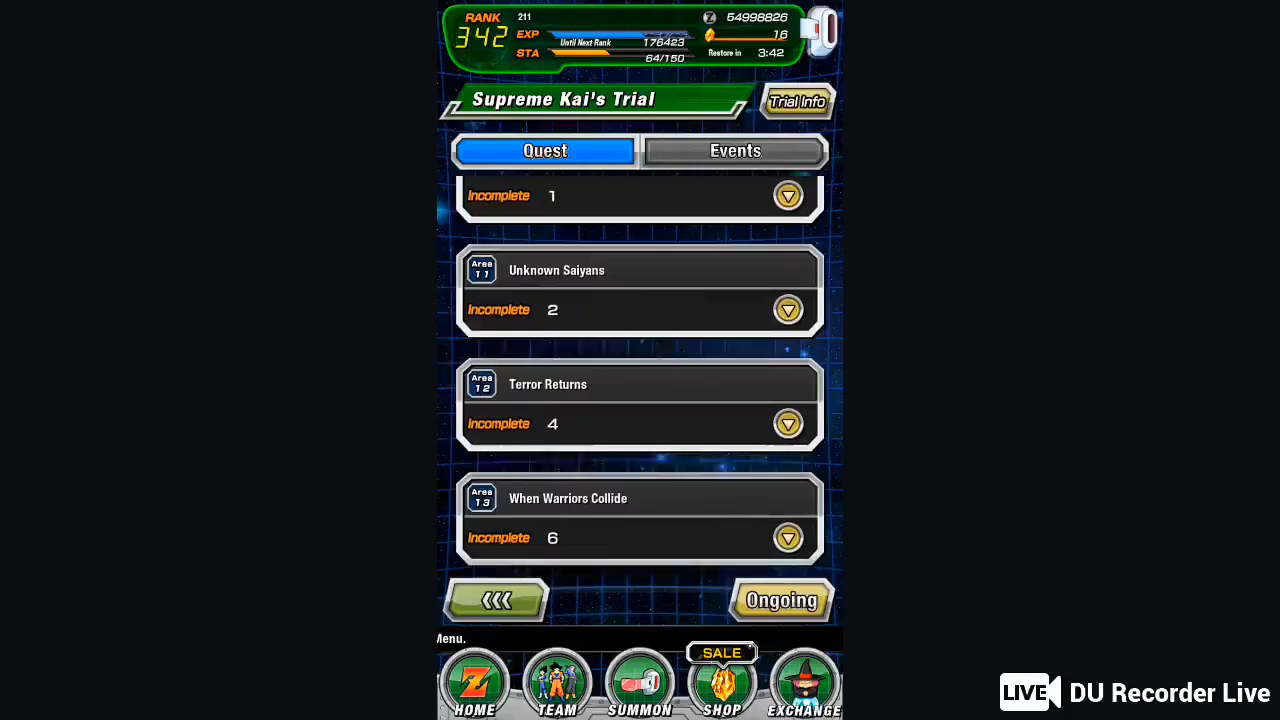 RANK 211 54998826
342 EXP Until Next Rank 176423 16
STA 64/150 Restore in 3:42
Supreme Kai's Trial Trial Info
Quest Events
Incomplete 1
Area 11 Unknown Saiyans
Incomplete 2
Area 12 Terror Returns
Incomplete 4
Area 13 When Warriors Collide
Incomplete 6
Ongoing
Menu.
SALE
HOME TEAM SUMMON SHOP EXCHANGE
LIVE DU Recorder Live